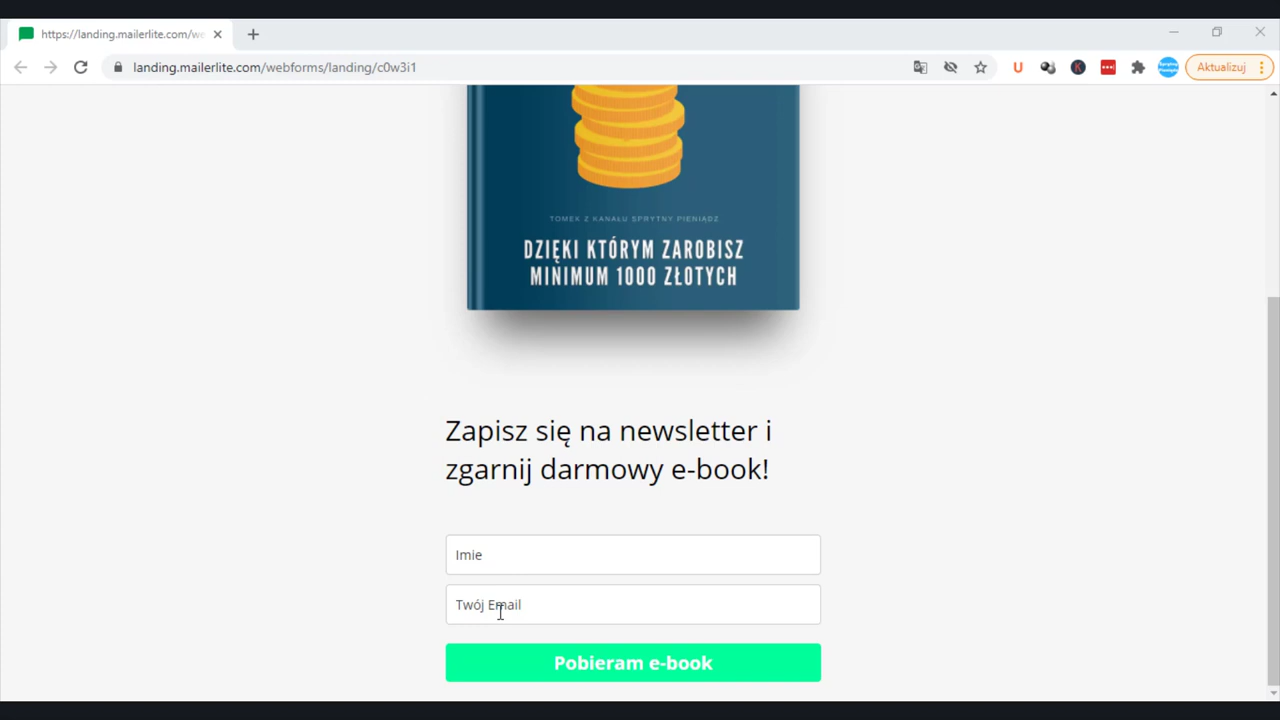 https://landing.mailerlite.com/we
landing.mailerlite.com/webforms/landing/c0w3i1
U
K
Aktualizuj
TOMEK Z KANAŁU SPRYTNY PIENIĄDZ
DZIĘKI KTÓRYM ZAROBISZ
MINIMUM 1000 ZŁOTYCH
Zapisz się na newsletter i
zgarnij darmowy e-book!
Imie
Twój Email
Pobieram e-book